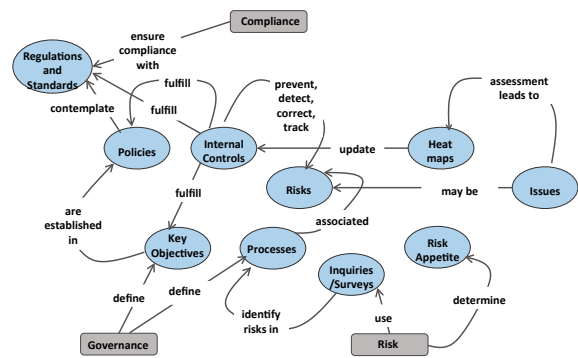 Compliance
ensure
compliance
with
Regulations
and
Standards
fulfill
prevent,
detect,
correct,
track
assessment
leads to
contemplate
fulfill
Policies
Internal
Controls
update
Heat
maps
Risks
may be
Issues
fulfill
are
established
in
associated
Key
Objectives
Processes
Risk
Appetite
Inquiries
/Surveys
define
define
identify
risks in
use
determine
Governance
Risk